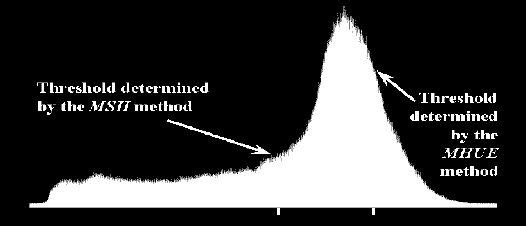 Threshold determined
by the MSH method
Threshold
determined
by the
MHUE
method